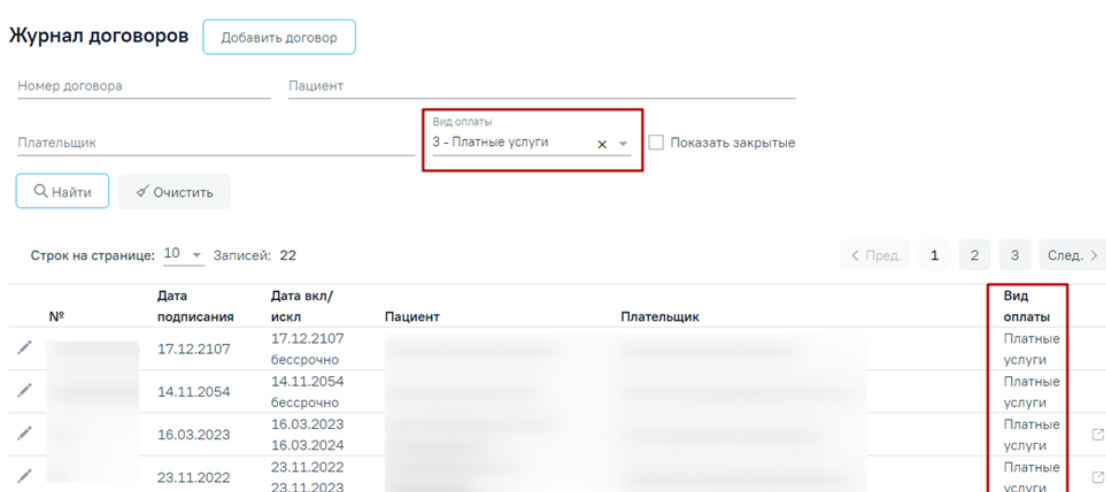 Журнал договоров Добавить договор
Номер договора Пациент
Вид оплаты
Плательщик 3 - Платные услуги Показать закрытые
Найти Очистить
Строк на странице: 10 Записей: 22 < Пред. 1 2 3 След. >
Дата Дата вкл/ Вид
№ подписания искл Пациент Плательщик оплаты
17.12.2107 17.12.2107 Платные
бессрочно услуги
14.11.2054 14.11.2054 Платные
бессрочно услуги
16.03.2023 16.03.2023 Платные
16.03.2024 услуги
23.11.2022 23.11.2022 Платные
23.11.2023 услуги